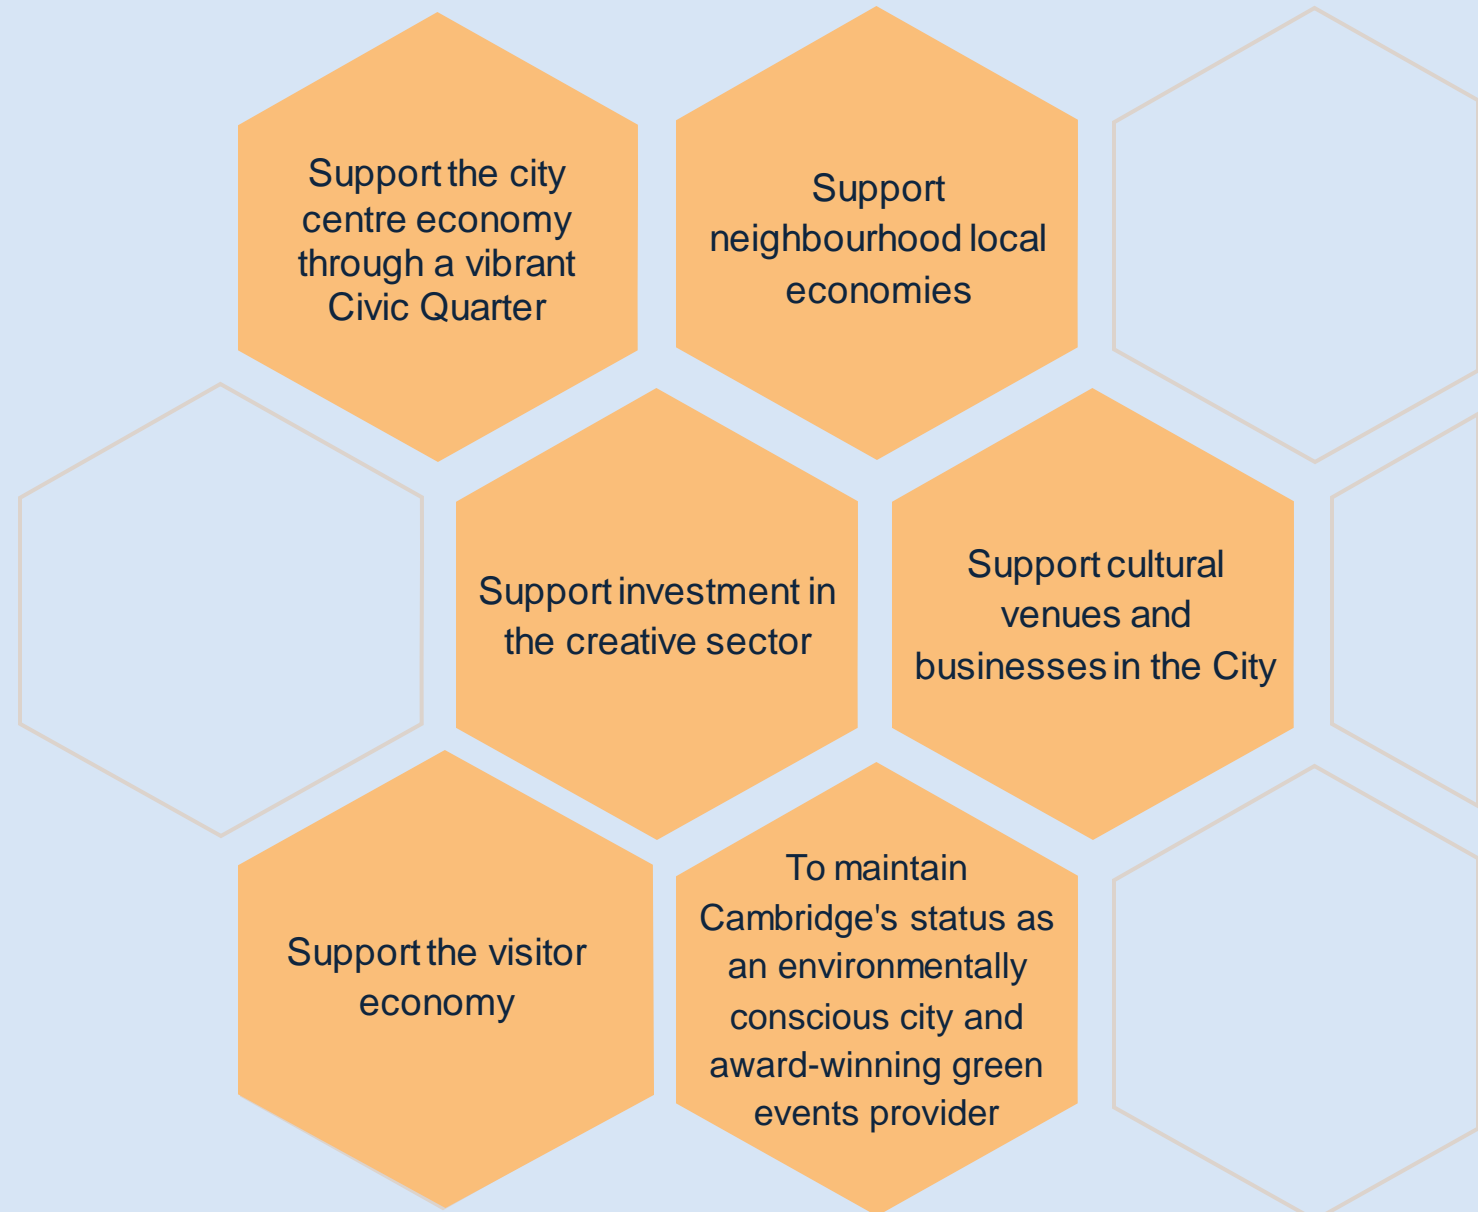 Support the city
centre economy
through a vibrant
Civic Quarter
Support
neighbourhood local
economies
Support investment in
the creative sector
Support cultural
venues and
businesses in the City
Support the visitor
economy
To maintain
Cambridge's status as
an environmentally
conscious city and
award-winning green
events provider